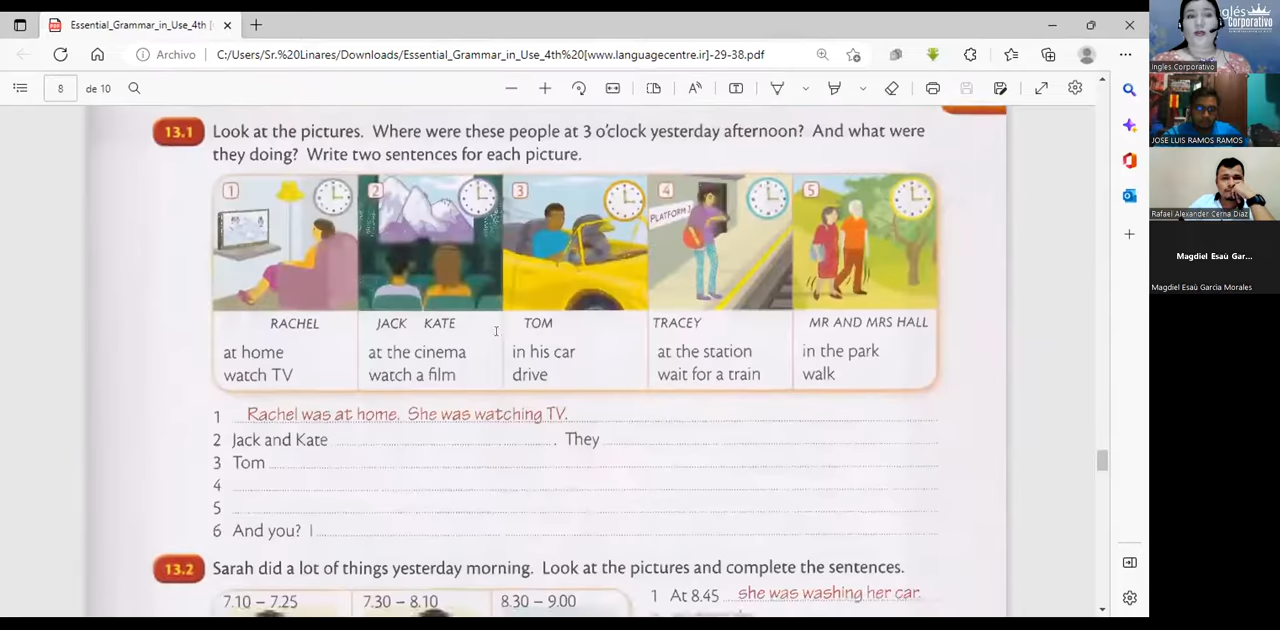 Essential_Grammar_in_Use_4th [
Inglés Corporativo
Archivo C:/Users/Sr.%20Linares/Downloads/Essential_Grammar_in_Use_4th%20[www.languagecentre.ir]-29-38.pdf
Inglés Corporativo
8 de 10
13.1 Look at the pictures. Where were these people at 3 o'clock yesterday afternoon? And what were
they doing? Write two sentences for each picture.
JOSE LUIS RAMOS RAMOS
1 2 3 4 5
PLATFORM
Rafael Alexander Cerna Diaz
Magdiel Esaú Gar...
Magdiel Esaú Garcia Morales
RACHEL JACK KATE TOM TRACEY MR AND MRS HALL
at home at the cinema in his car at the station in the park
watch TV watch a film drive wait for a train walk
1 Rachel was at home. She was watching TV.
2 Jack and Kate . They
3 Tom
4
5
6 And you? I
13.2 Sarah did a lot of things yesterday morning. Look at the pictures and complete the sentences.
7.10 – 7.25 7.30 – 8.10 8.30 – 9.00 1 At 8.45 she was washing her car.